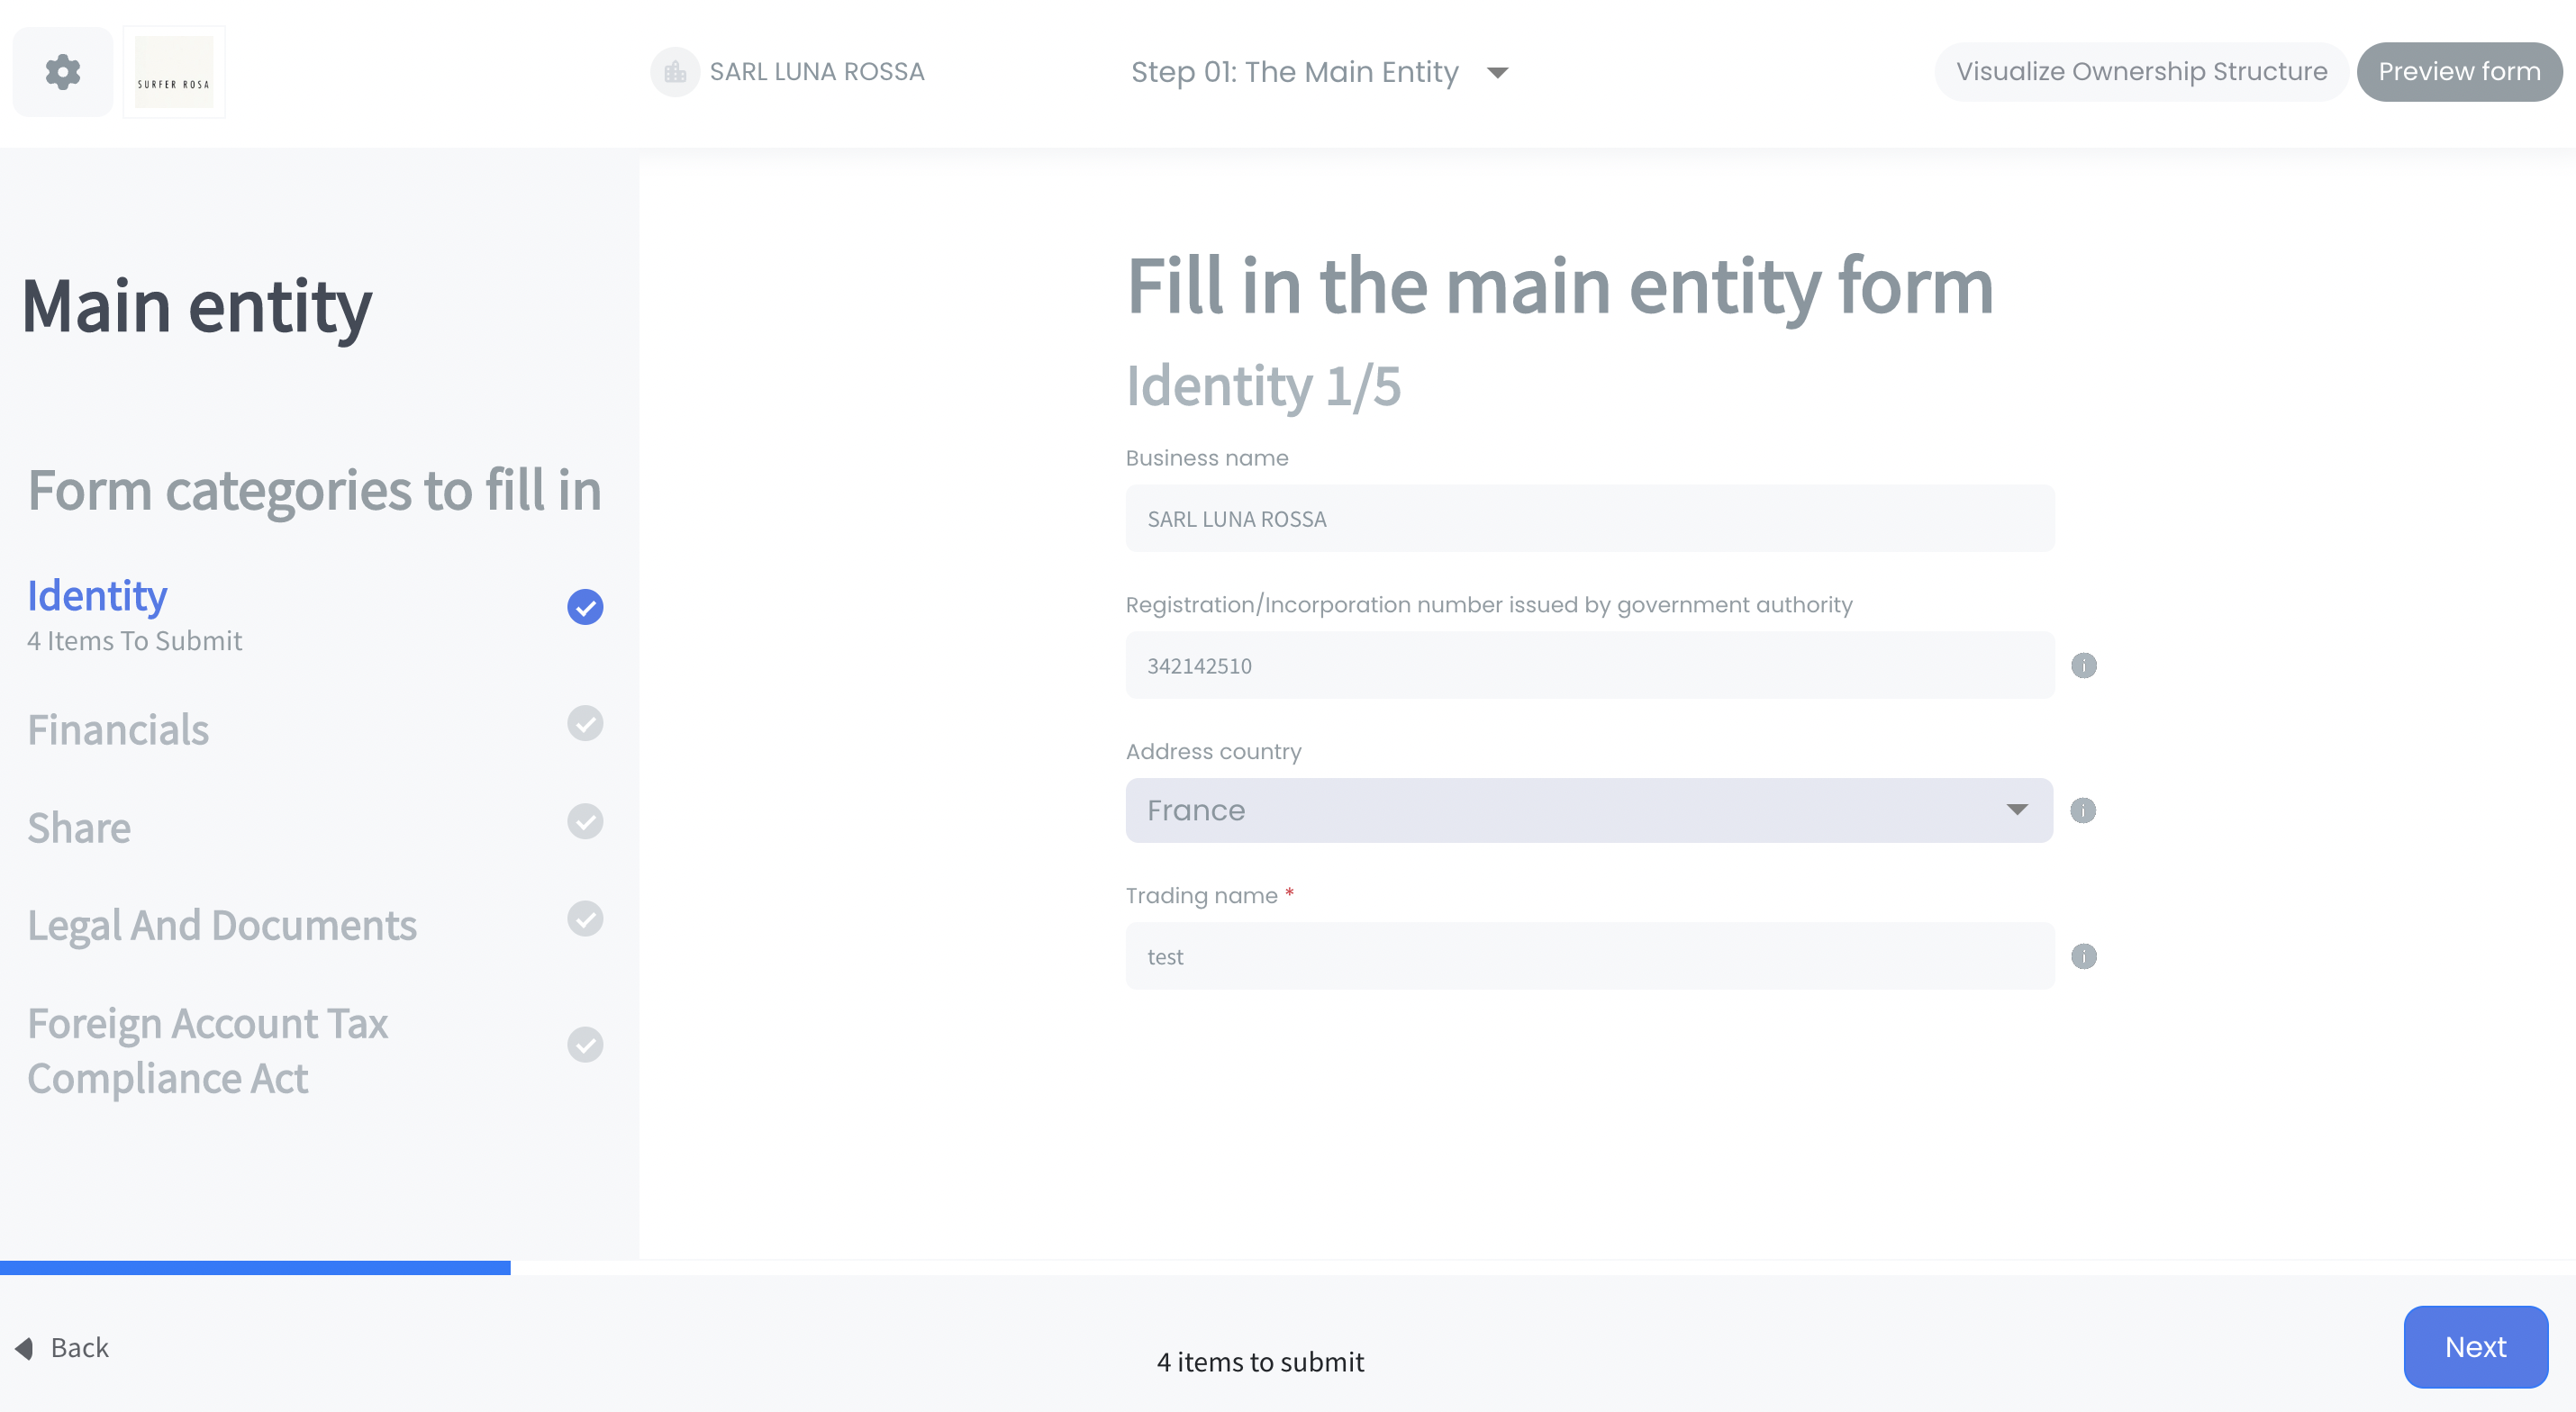 SURFER ROSA
SARL LUNA ROSSA
Step 01: The Main Entity
Visualize Ownership Structure
Preview form
Main entity
Form categories to fill in
Identity
4 Items To Submit
Financials
Share
Legal And Documents
Foreign Account Tax
Compliance Act
Fill in the main entity form
Identity 1/5
Business name
SARL LUNA ROSSA
Registration/Incorporation number issued by government authority
342142510
i
Address country
France
i
Trading name *
test
i
Back
4 items to submit
Next